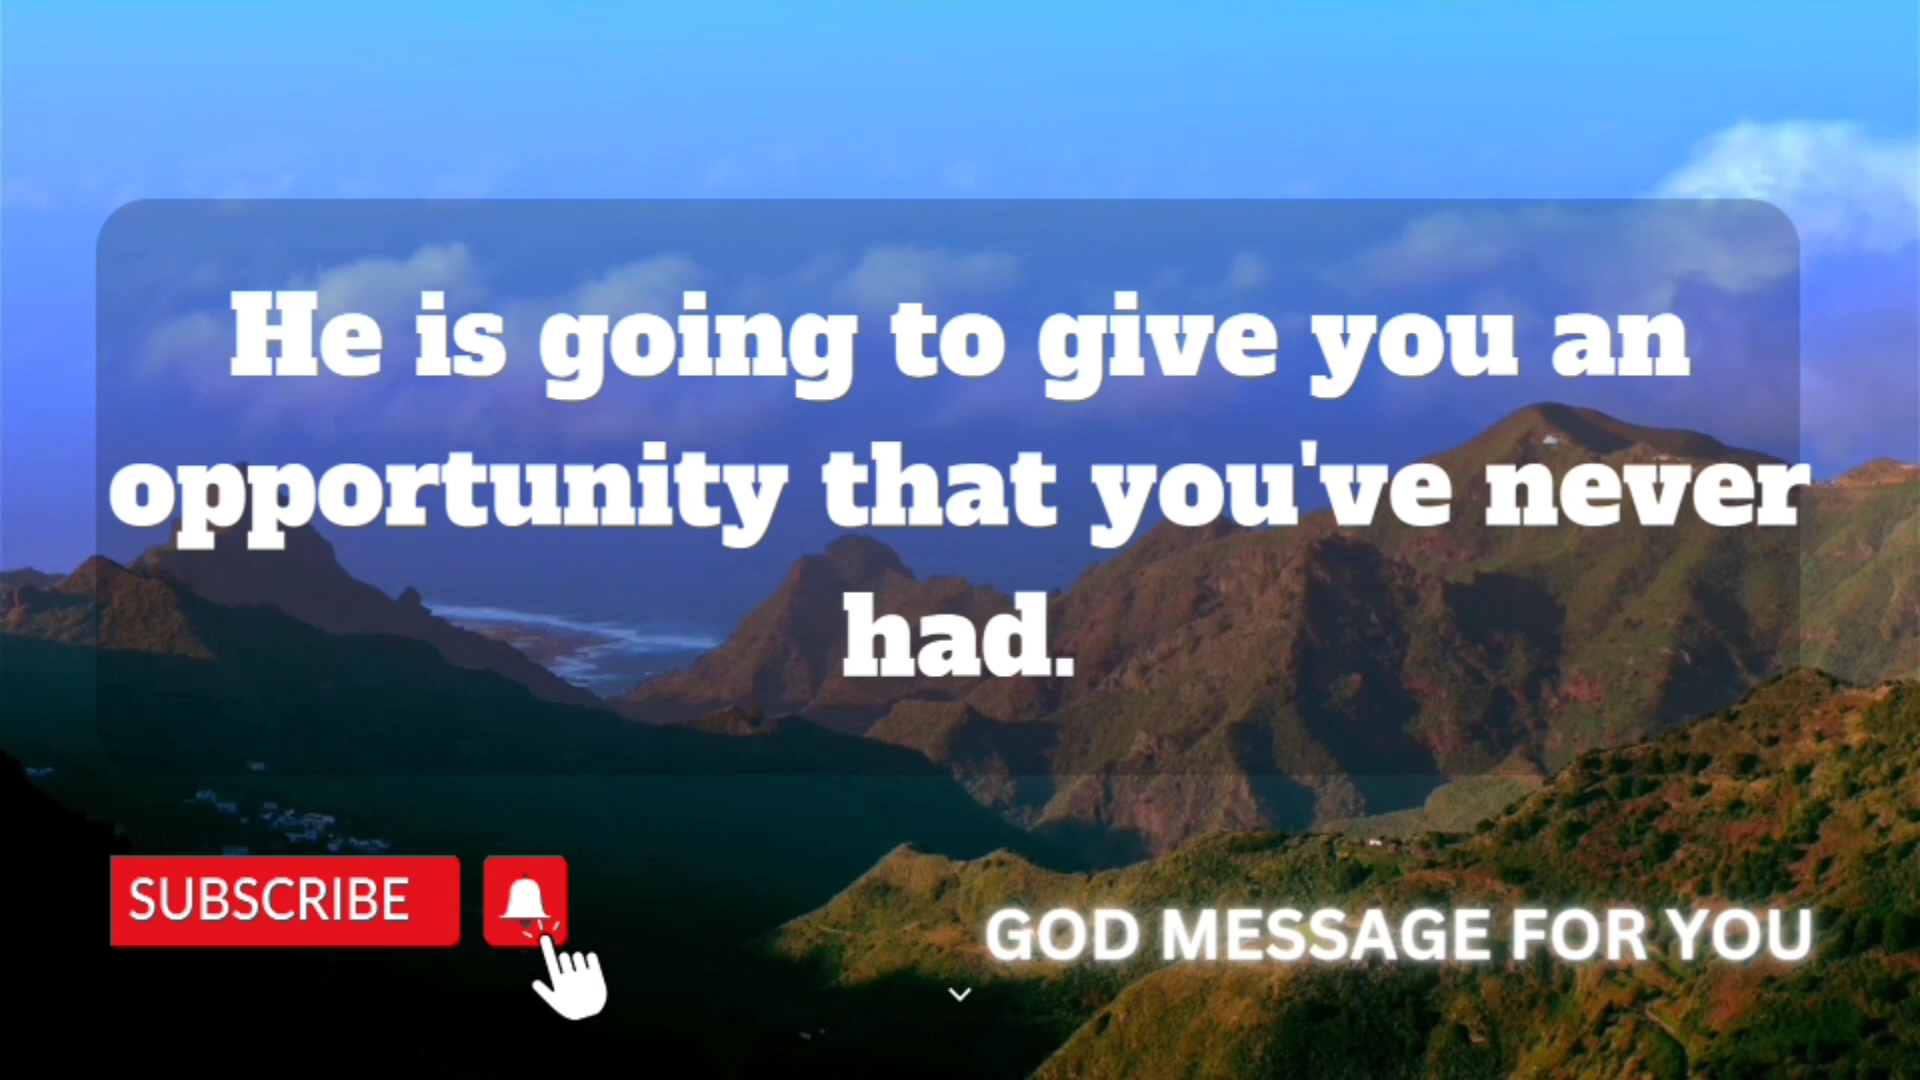 He is going to give you an
opportunity that you've never
had.
SUBSCRIBE
GOD MESSAGE FOR YOU